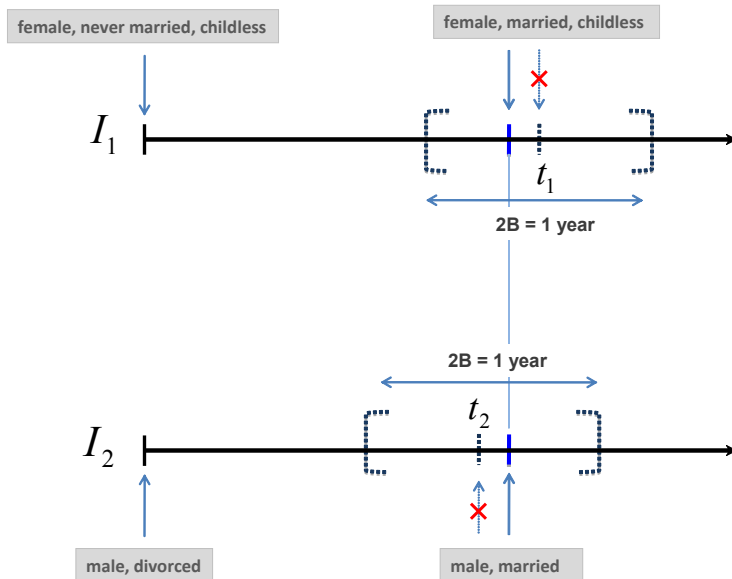 female, never married, childless
female, married, childless
I₁
t₁
2B = 1 year
2B = 1 year
t₂
I₂
male, divorced
male, married